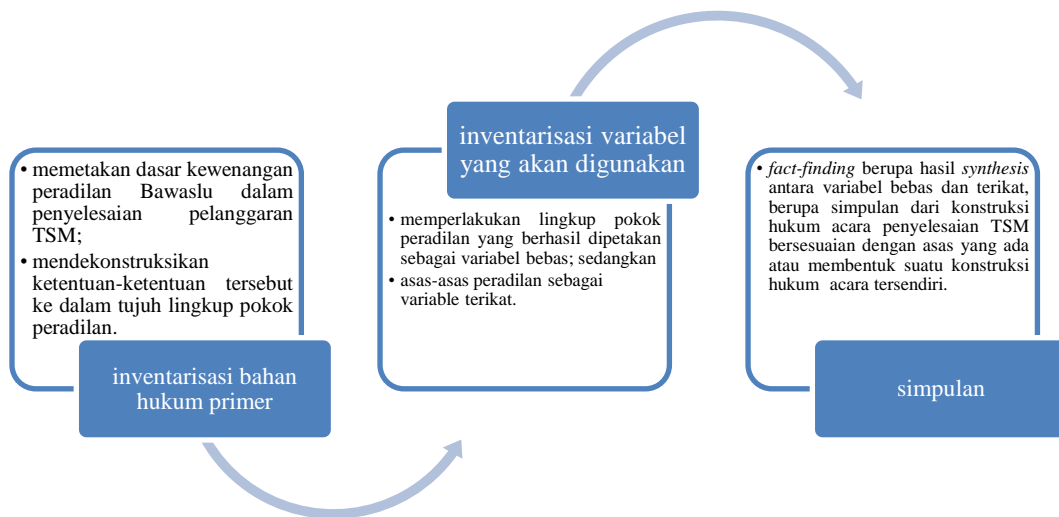 • memetakan dasar kewenangan
peradilan Bawaslu dalam
penyelesaian pelanggaran
TSM;
• mendekonstruksikan
ketentuan-ketentuan tersebut
ke dalam tujuh lingkup pokok
peradilan.
inventarisasi bahan
hukum primer
inventarisasi variabel
yang akan digunakan
• memperlakukan lingkup pokok
peradilan yang berhasil dipetakan
sebagai variabel bebas; sedangkan
• asas-asas peradilan sebagai
variable terikat.
• fact-finding berupa hasil synthesis
antara variabel bebas dan terikat,
berupa simpulan dari konstruksi
hukum acara penyelesaian TSM
bersesuaian dengan asas yang ada
atau membentuk suatu konstruksi
hukum acara tersendiri.
simpulan